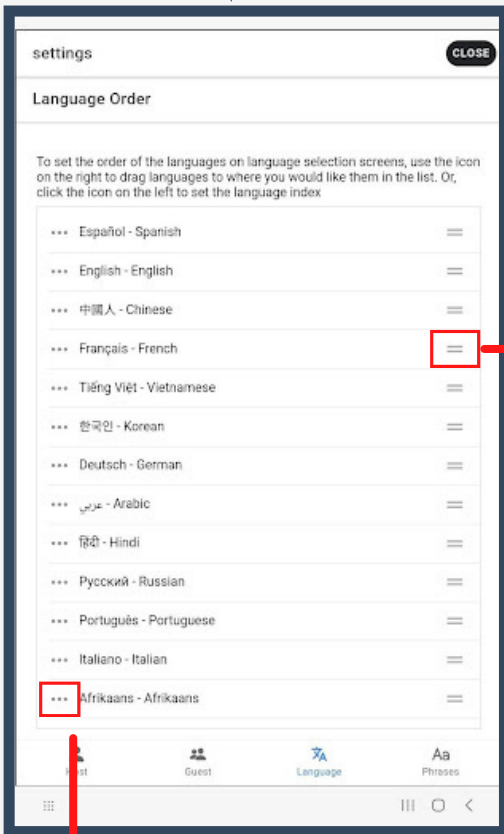 settings
CLOSE
Language Order
To set the order of the languages on language selection screens, use the icon
on the right to drag languages to where you would like them in the list. Or,
click the icon on the left to set the language index
Español - Spanish
English - English
中國人 - Chinese
Français - French
Tiếng Việt - Vietnamese
한국인 - Korean
Deutsch - German
عربي - Arabic
हिंदी - Hindi
Русский - Russian
Português - Portuguese
Italiano - Italian
Afrikaans - Afrikaans
Guest
Language
Aa
Phrases